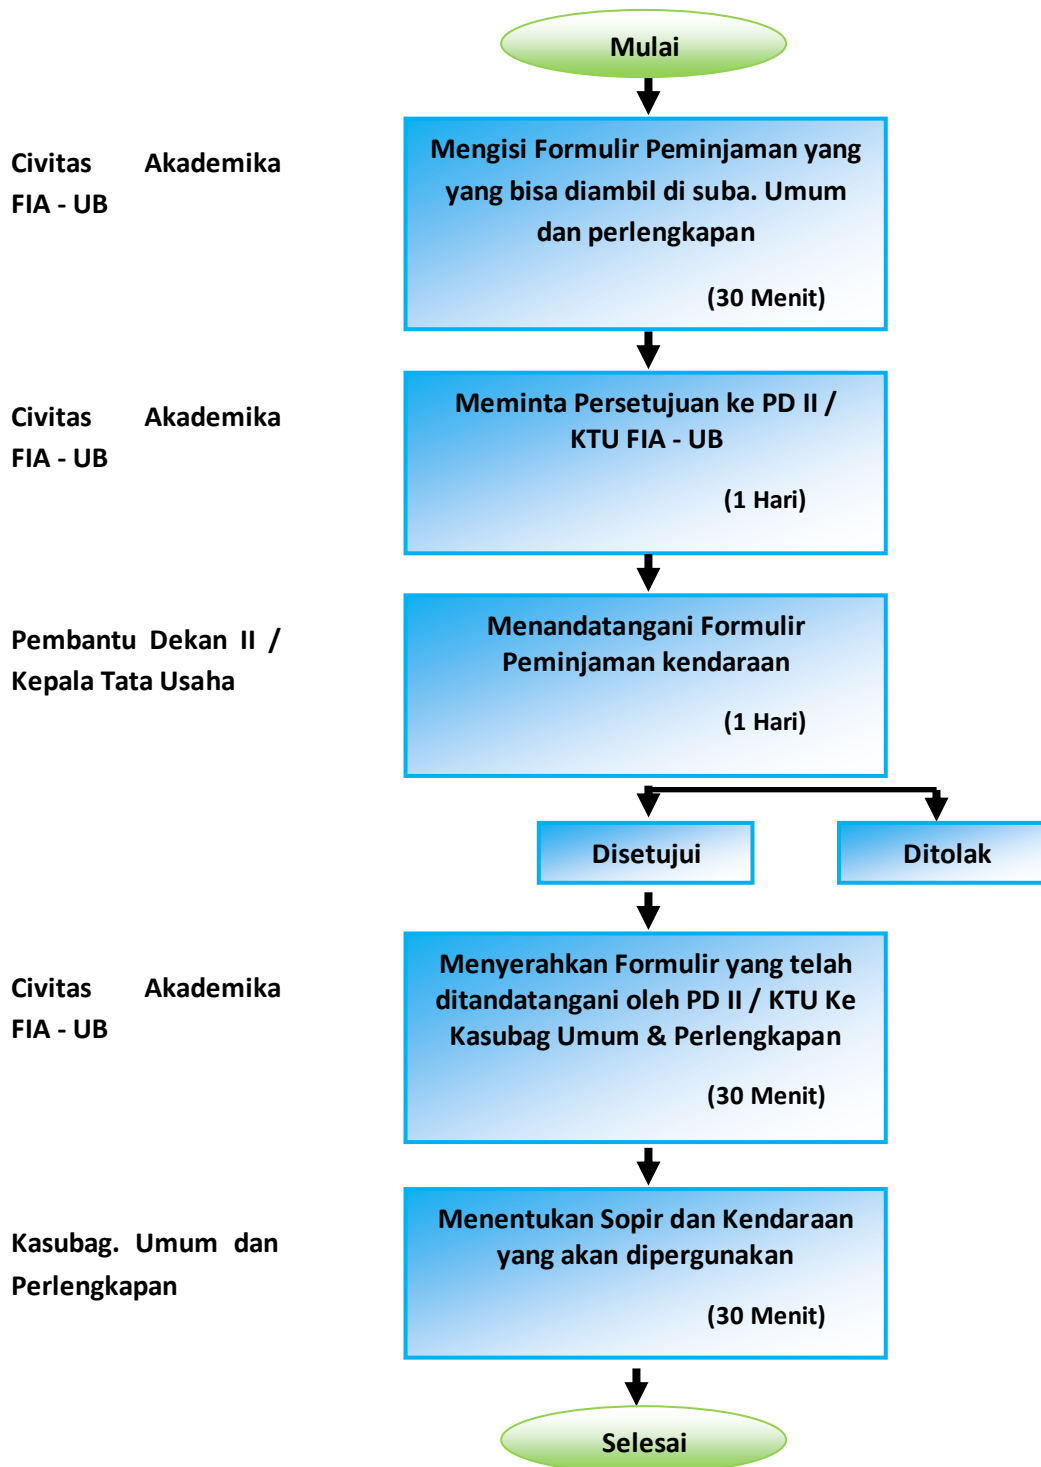 Mulai
Civitas Akademika
FIA - UB
Mengisi Formulir Peminjaman yang
yang bisa diambil di suba. Umum
dan perlengkapan
(30 Menit)
Civitas Akademika
FIA - UB
Meminta Persetujuan ke PD II /
KTU FIA - UB
(1 Hari)
Pembantu Dekan II /
Kepala Tata Usaha
Menandatangani Formulir
Peminjaman kendaraan
(1 Hari)
Disetujui
Ditolak
Civitas Akademika
FIA - UB
Menyerahkan Formulir yang telah
ditandatangani oleh PD II / KTU Ke
Kasubag Umum & Perlengkapan
(30 Menit)
Kasubag. Umum dan
Perlengkapan
Menentukan Sopir dan Kendaraan
yang akan dipergunakan
(30 Menit)
Selesai